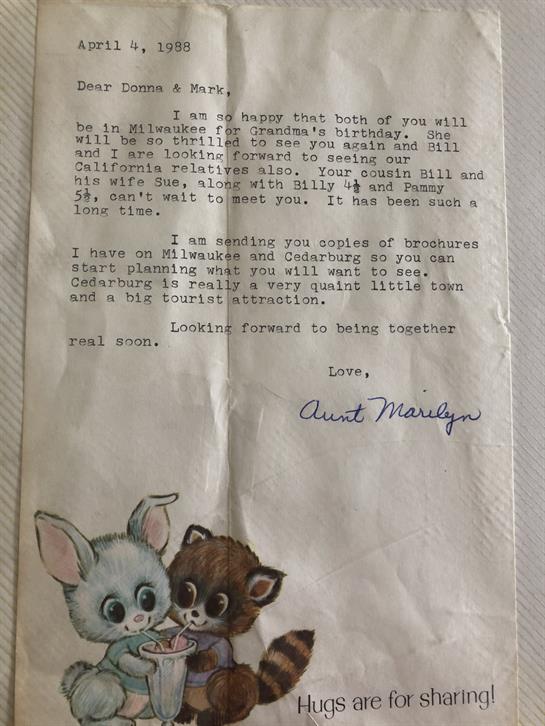 April 4, 1988
Dear Donna & Mark,
I am so happy that both of you will
be in Milwaukee for Grandma's birthday. She
will be so thrilled to see you again and Bill
and I are looking forward to seeing our
California relatives also. Your cousin Bill and
his wife Sue, along with Billy 4½ and Pammy
5½, can't wait to meet you. It has been such a
long time.
I am sending you copies of brochures
I have on Milwaukee and Cedarburg so you can
start planning what you will want to see.
Cedarburg is really a very quaint little town
and a big tourist attraction.
Looking forward to being together
real soon.
Love,
Aunt Marilyn
Hugs are for sharing!